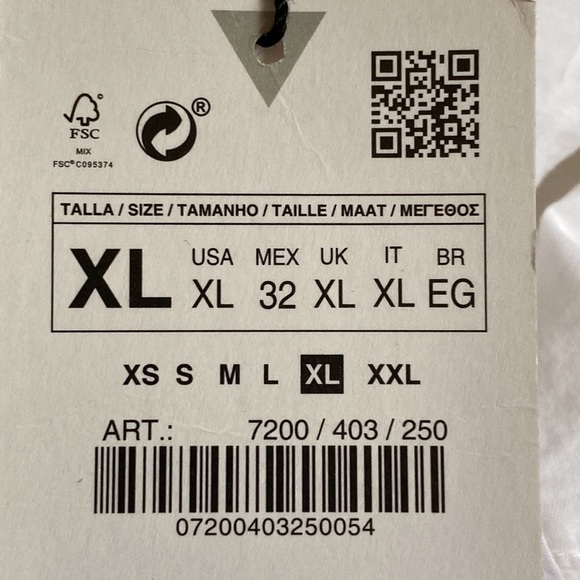 FSC
MIX
FSC® C095374
®
TALLA / SIZE / TAMANHO / TAILLE / MAAT / ΜΕΓΕΘΟΣ
XL USA MEX UK IT BR
XL 32 XL XL EG
XS S M L XL XXL
ART.: 7200 / 403 / 250
07200403250054